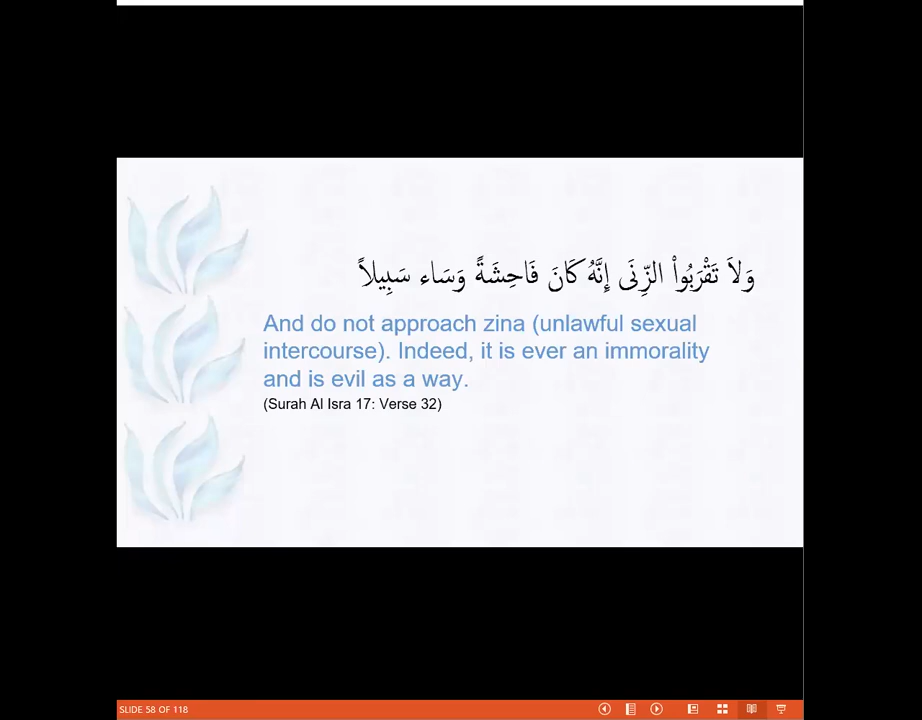 وَلاَ تَقْرَبُواْ الزِّنَى إِنَّهُ كَانَ فَاحِشَةً وَسَاء سَبِيلاً
And do not approach zina (unlawful sexual
intercourse). Indeed, it is ever an immorality
and is evil as a way.
(Surah Al Isra 17: Verse 32)
SLIDE 58 OF 118